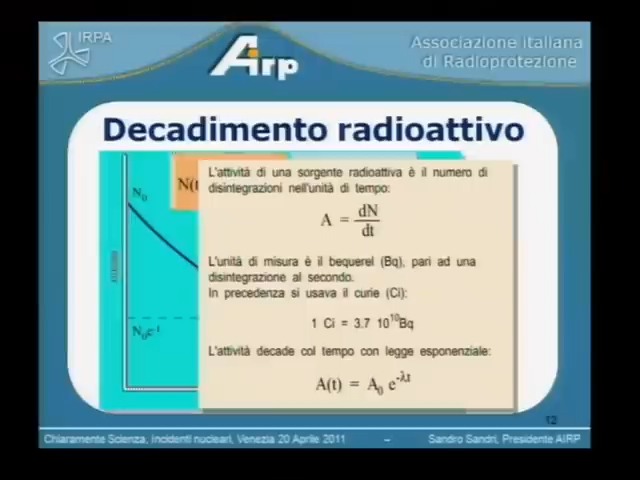 IRPA
Airp
Associazione italiana
di Radioprotezione
Decadimento radioattivo
N₀
N(t
N₀e⁻¹
L'attività di una sorgente radioattiva è il numero di
disintegrazioni nell'unità di tempo:
A = dN/dt
L'unità di misura è il bequerel (Bq), pari ad una
disintegrazione al secondo.
In precedenza si usava il curie (Ci):
1 Ci = 3.7 10¹⁰Bq
L'attività decade col tempo con legge esponenziale:
A(t) = A₀ e^-λt
12
Chiaramente Scienza, Incidenti nucleari, Venezia 20 Aprile 2011 – Sandro Sandri, Presidente AIRP